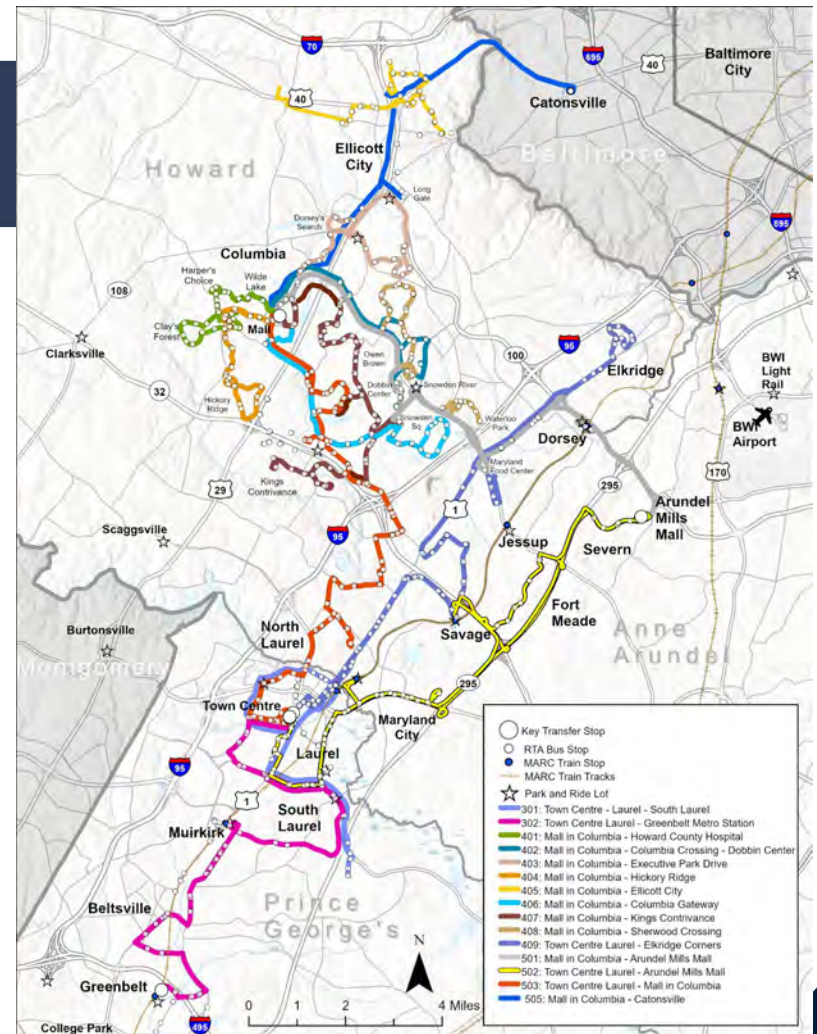 70
695
40
Baltimore
City
40
Catonsville
Ellicott
City
Baltimore
Howard
Long
Gate
Dorsey's
Search
895
Columbia
Harper's
Choice
Wilde
Lake
108
Mall
Clay's
Forest
Clarksville
Owen
Brown
100
95
Elkridge
BWI
Light
Rail
Dobbin
Center
Snowden River
32
Hickory
Ridge
Snowden
Sq
Waterloo
Park
Dorsey
BWI
Airport
Maryland
Food Center
Kings
Contrivance
295
170
29
1
Arundel
Mills
Mall
Scaggsville
95
Jessup
Severn
Fort
Meade
North
Laurel
Savage
Anne
Arundel
Burtonsville
Montgomery
295
Town Centre
Maryland
City
Laurel
95
1
South
Laurel
Muirkirk
Prince
George's
Beltsville
N
Greenbelt
495
College Park
0 1 2 4 Miles
Key Transfer Stop
RTA Bus Stop
MARC Train Stop
MARC Train Tracks
Park and Ride Lot
301: Town Centre - Laurel - South Laurel
302: Town Centre Laurel - Greenbelt Metro Station
401: Mall in Columbia - Howard County Hospital
402: Mall in Columbia - Columbia Crossing - Dobbin Center
403: Mall in Columbia - Executive Park Drive
404: Mall in Columbia - Hickory Ridge
405: Mall in Columbia - Ellicott City
406: Mall in Columbia - Columbia Gateway
407: Mall in Columbia - Kings Contrivance
408: Mall in Columbia - Sherwood Crossing
409: Town Centre Laurel - Elkridge Corners
501: Mall in Columbia - Arundel Mills Mall
502: Town Centre Laurel - Arundel Mills Mall
503: Town Centre Laurel - Mall in Columbia
505: Mall in Columbia - Catonsville